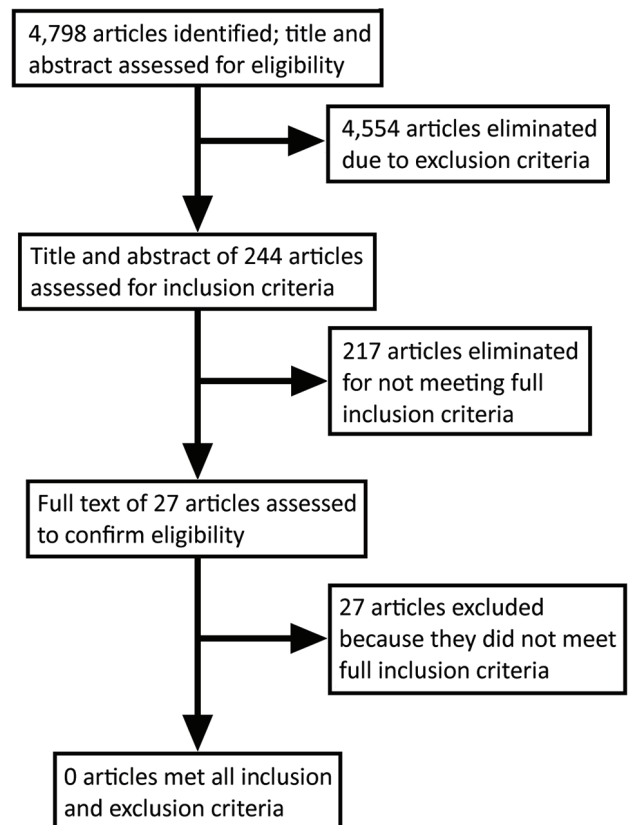 4,798 articles identified; title and
abstract assessed for eligibility
4,554 articles eliminated
due to exclusion criteria
Title and abstract of 244 articles
assessed for inclusion criteria
217 articles eliminated
for not meeting full
inclusion criteria
Full text of 27 articles assessed
to confirm eligibility
27 articles excluded
because they did not meet
full inclusion criteria
0 articles met all inclusion
and exclusion criteria